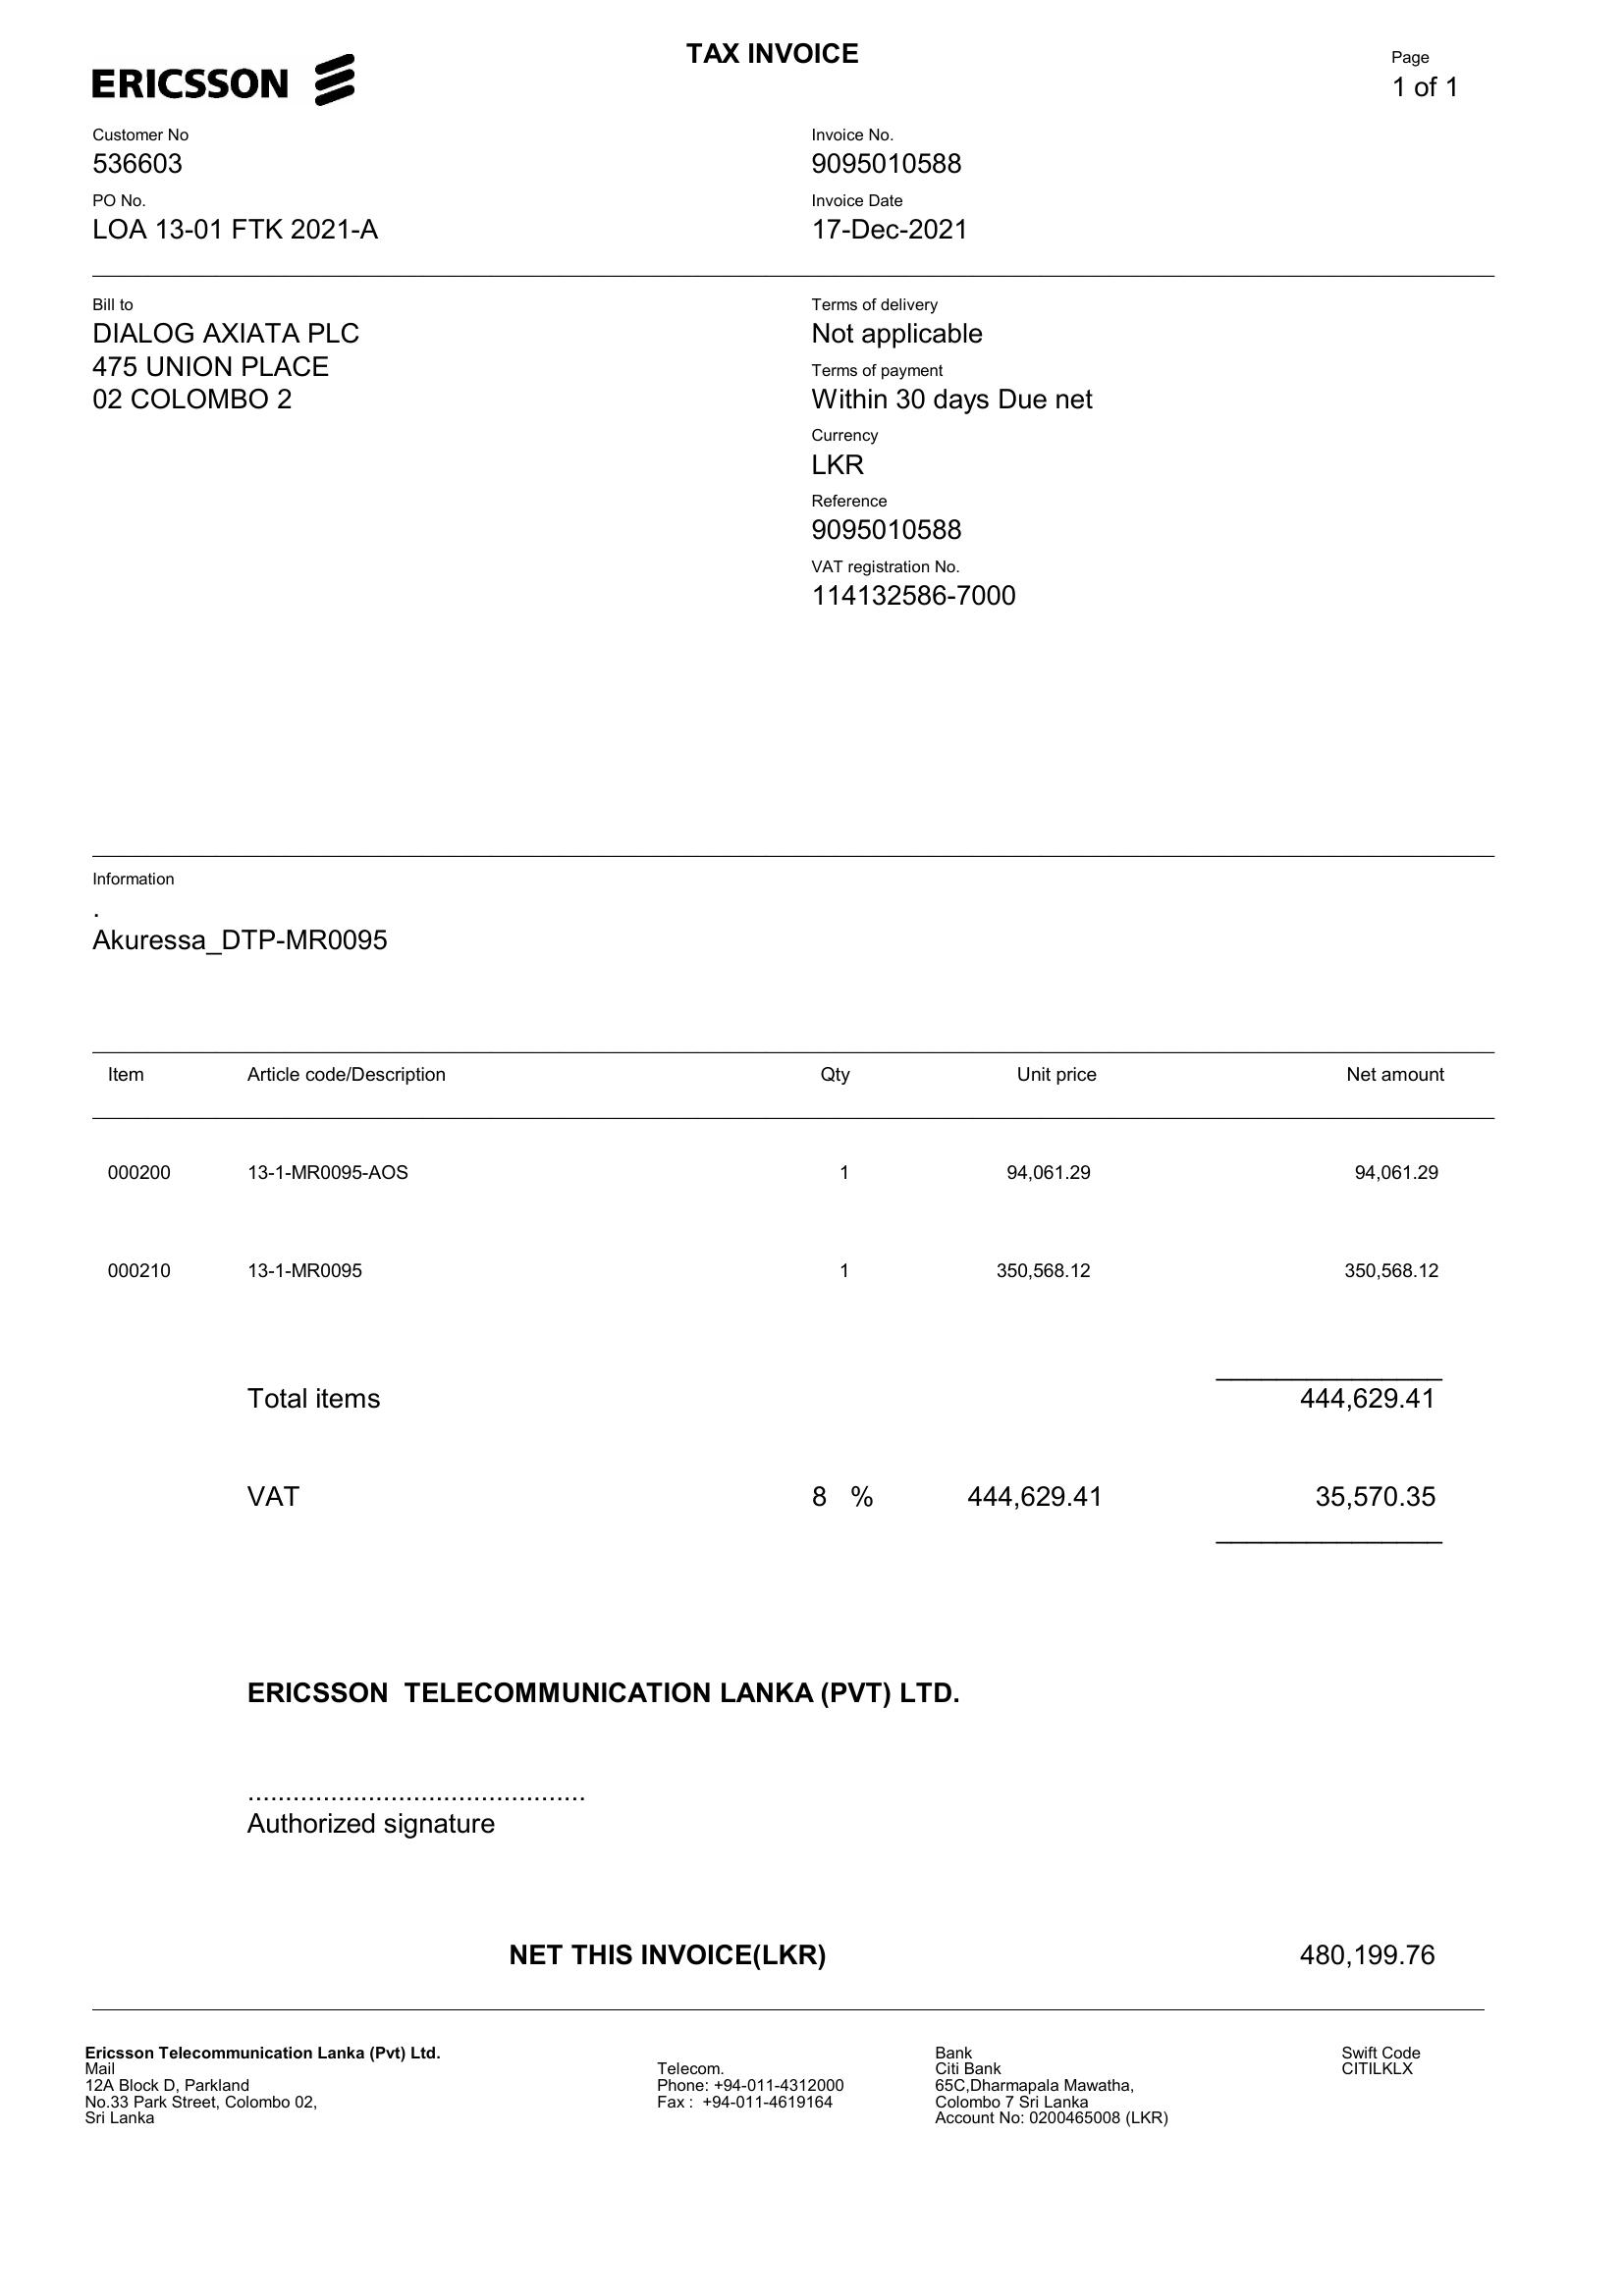 TAX INVOICE
Page
1 of 1
ERICSSON
Customer No
536603
PO No.
LOA 13-01 FTK 2021-A
Invoice No.
9095010588
Invoice Date
17-Dec-2021
Bill to
DIALOG AXIATA PLC
475 UNION PLACE
02 COLOMBO 2
Terms of delivery
Not applicable
Terms of payment
Within 30 days Due net
Currency
LKR
Reference
9095010588
VAT registration No.
114132586-7000
Information
.
Akuressa_DTP-MR0095
Item Article code/Description Qty Unit price Net amount
000200 13-1-MR0095-AOS 1 94,061.29 94,061.29
000210 13-1-MR0095 1 350,568.12 350,568.12
Total items 444,629.41
VAT 8 % 444,629.41 35,570.35
ERICSSON TELECOMMUNICATION LANKA (PVT) LTD.
.............................................
Authorized signature
NET THIS INVOICE(LKR) 480,199.76
Ericsson Telecommunication Lanka (Pvt) Ltd.
Mail
12A Block D, Parkland
No.33 Park Street, Colombo 02,
Sri Lanka
Telecom.
Phone: +94-011-4312000
Fax : +94-011-4619164
Bank
Citi Bank
65C,Dharmapala Mawatha,
Colombo 7 Sri Lanka
Account No: 0200465008 (LKR)
Swift Code
CITILKLX